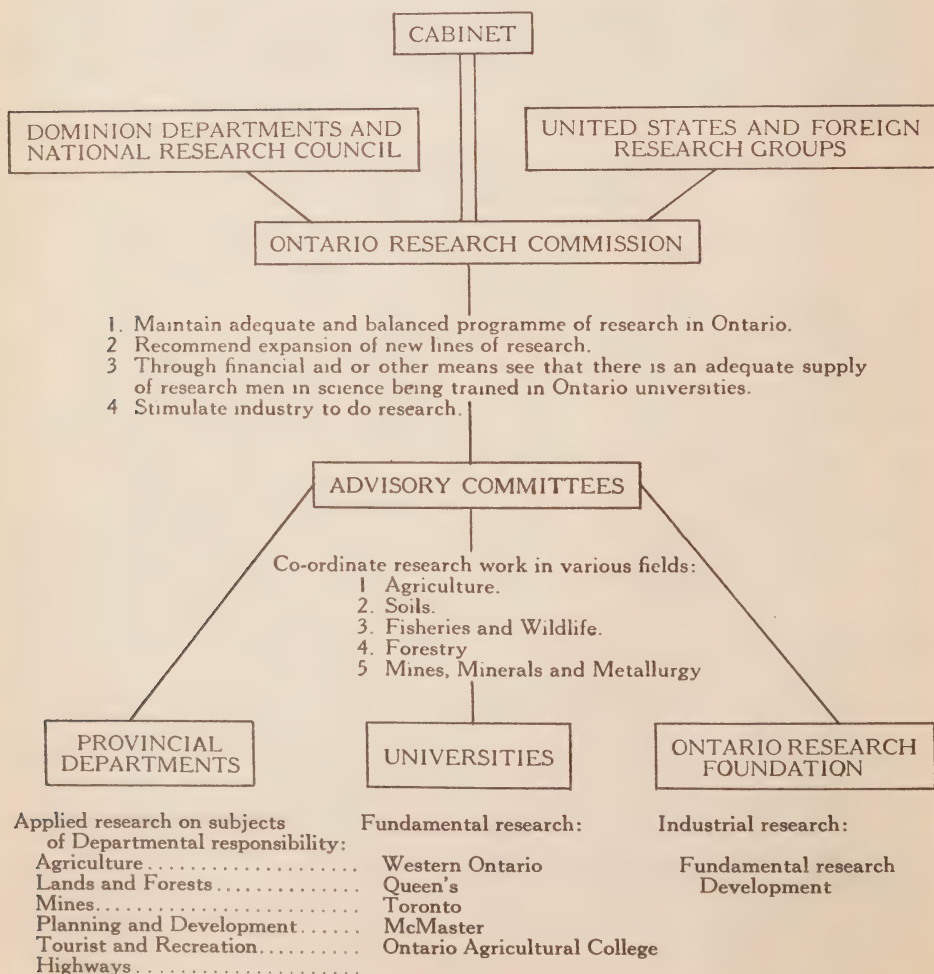 CABINET
DOMINION DEPARTMENTS AND
NATIONAL RESEARCH COUNCIL
UNITED STATES AND FOREIGN
RESEARCH GROUPS
ONTARIO RESEARCH COMMISSION
1. Maintain adequate and balanced programme of research in Ontario.
2 Recommend expansion of new lines of research.
3 Through financial aid or other means see that there is an adequate supply
of research men in science being trained in Ontario universities.
4 Stimulate industry to do research.
ADVISORY COMMITTEES
Co-ordinate research work in various fields:
1 Agriculture.
2. Soils.
3. Fisheries and Wildlife.
4. Forestry
5 Mines, Minerals and Metallurgy
PROVINCIAL
DEPARTMENTS
Applied research on subjects
of Departmental responsibility:
Agriculture....................
Lands and Forests..............
Mines........................
Planning and Development......
Tourist and Recreation.........
Highways.....................
UNIVERSITIES
Fundamental research:
Western Ontario
Queen's
Toronto
McMaster
Ontario Agricultural College
ONTARIO RESEARCH
FOUNDATION
Industrial research:
Fundamental research
Development